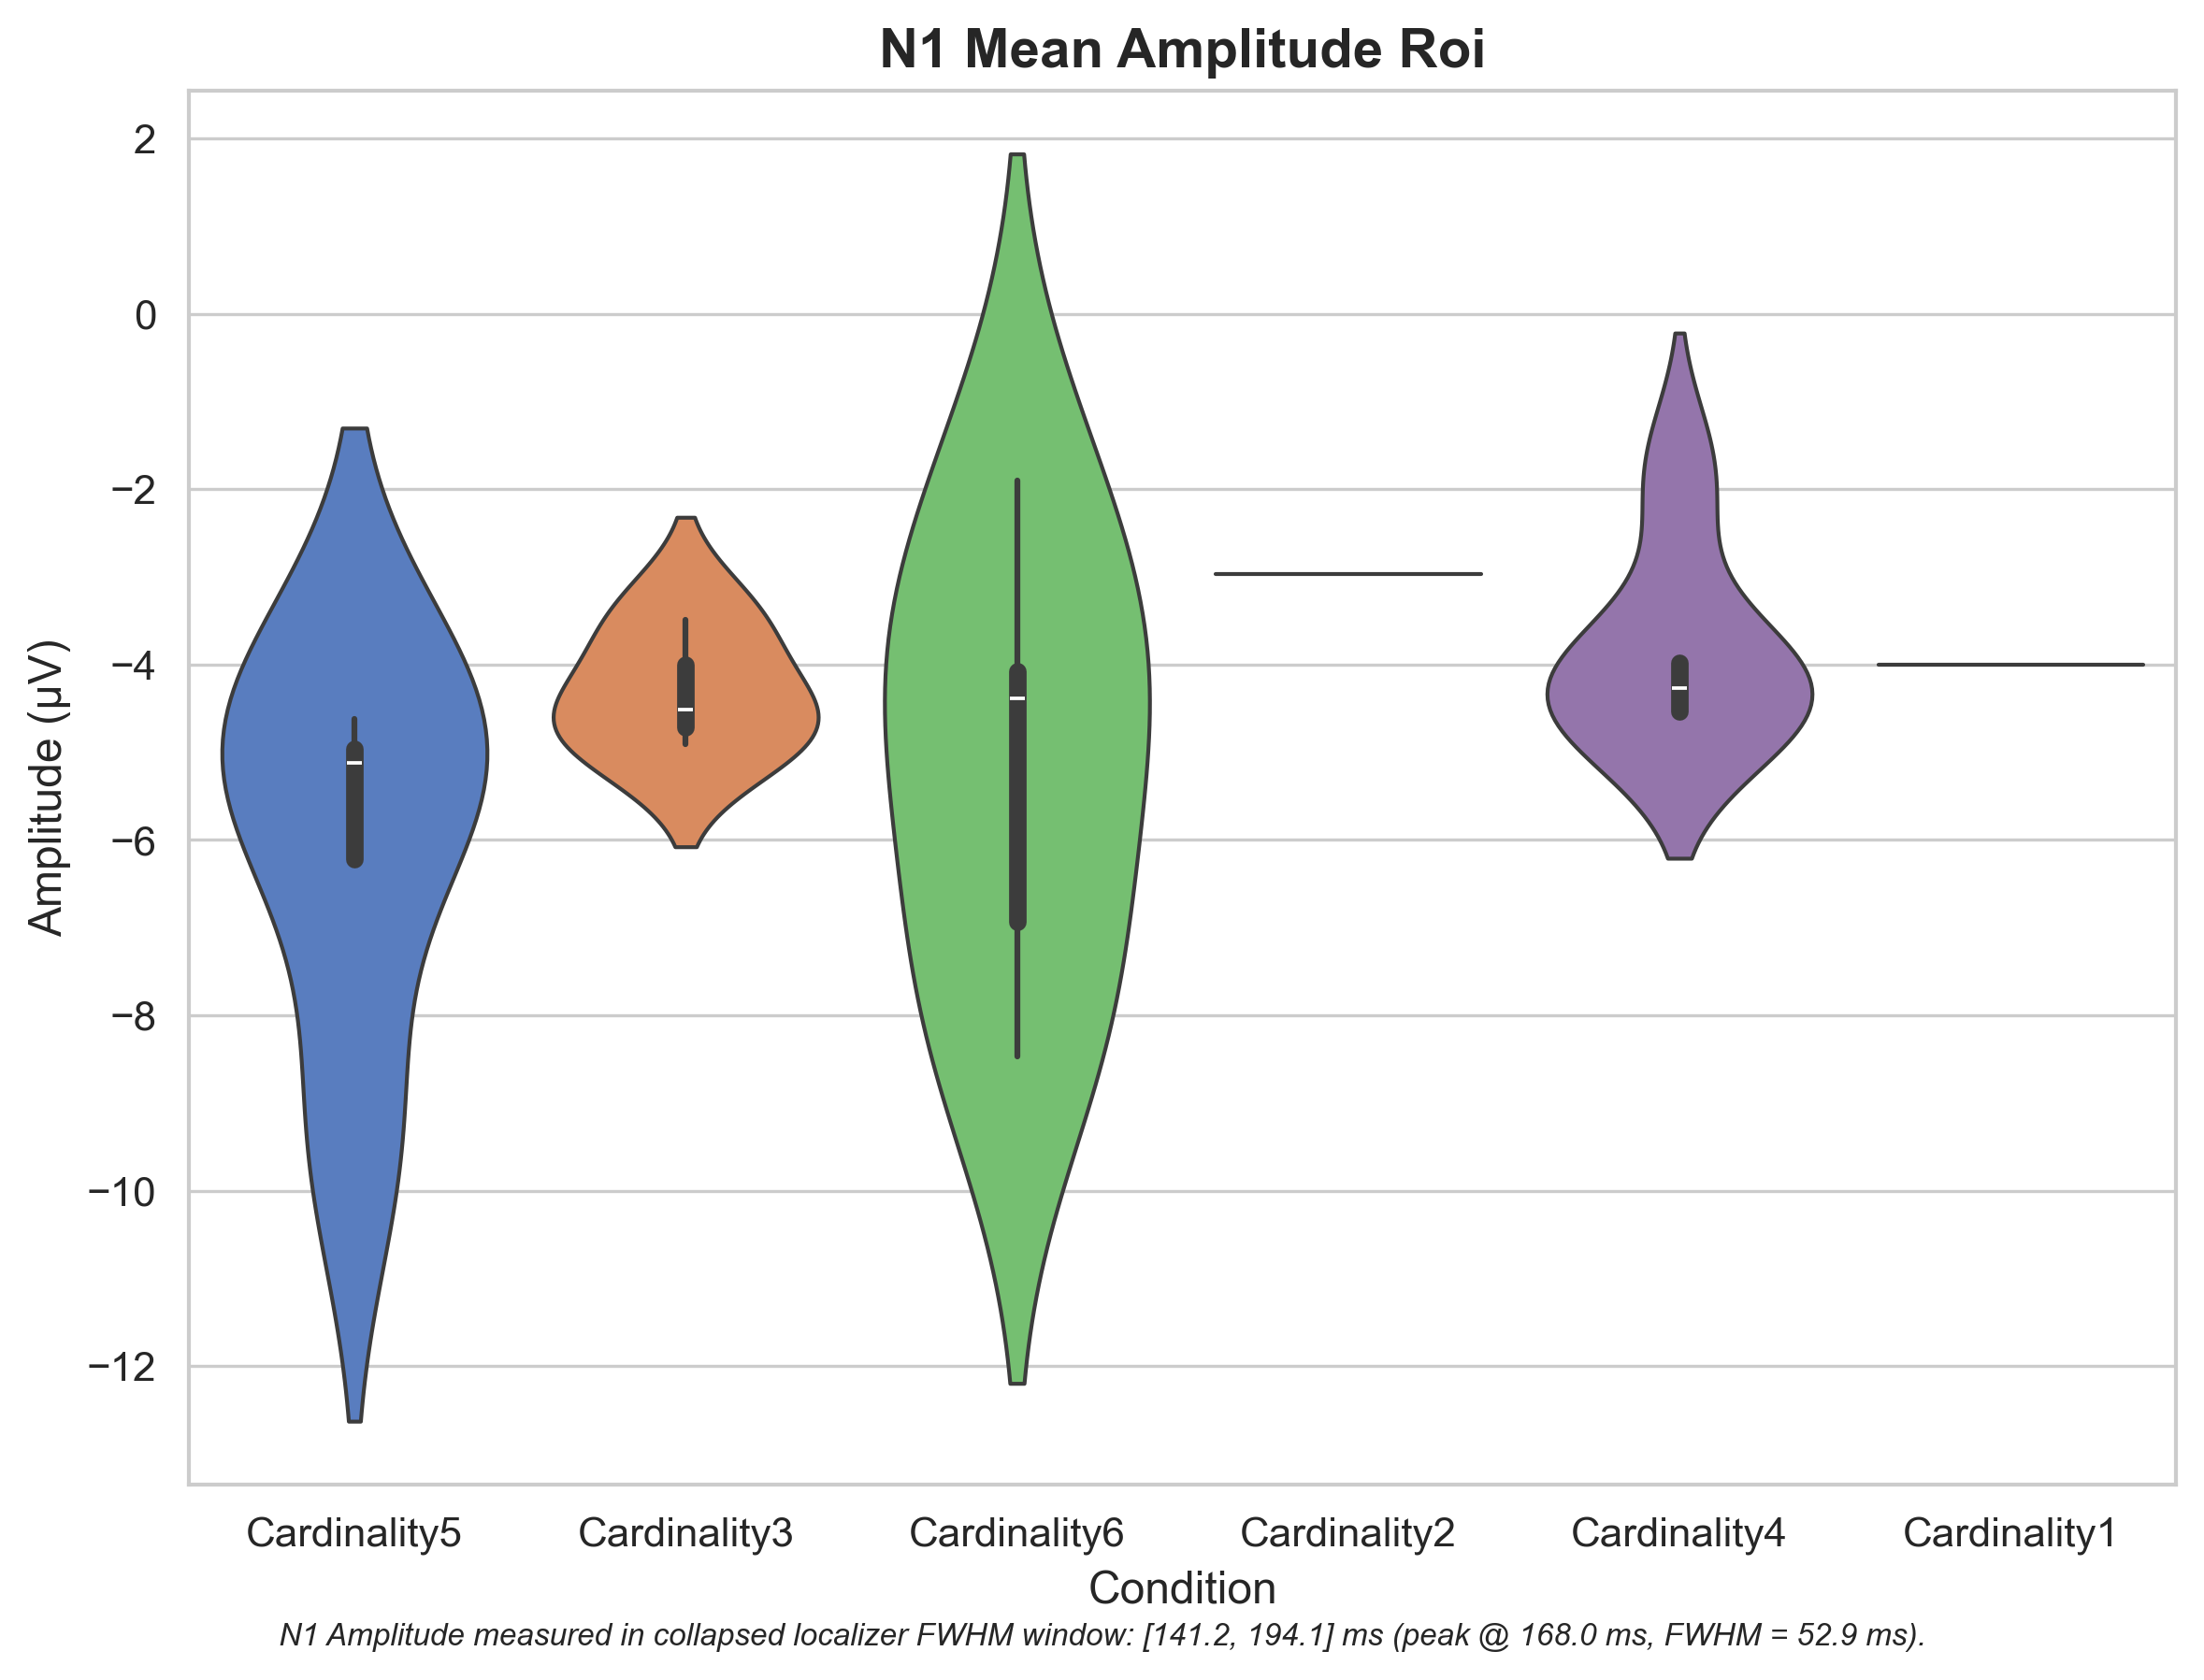 N1 Mean Amplitude Roi
2
0
−2
−4
−6
−8
−10
−12
Amplitude (µV)
Cardinality5 Cardinality3 Cardinality6 Cardinality2 Cardinality4 Cardinality1
Condition
N1 Amplitude measured in collapsed localizer FWHM window: [141.2, 194.1] ms (peak @ 168.0 ms, FWHM = 52.9 ms).